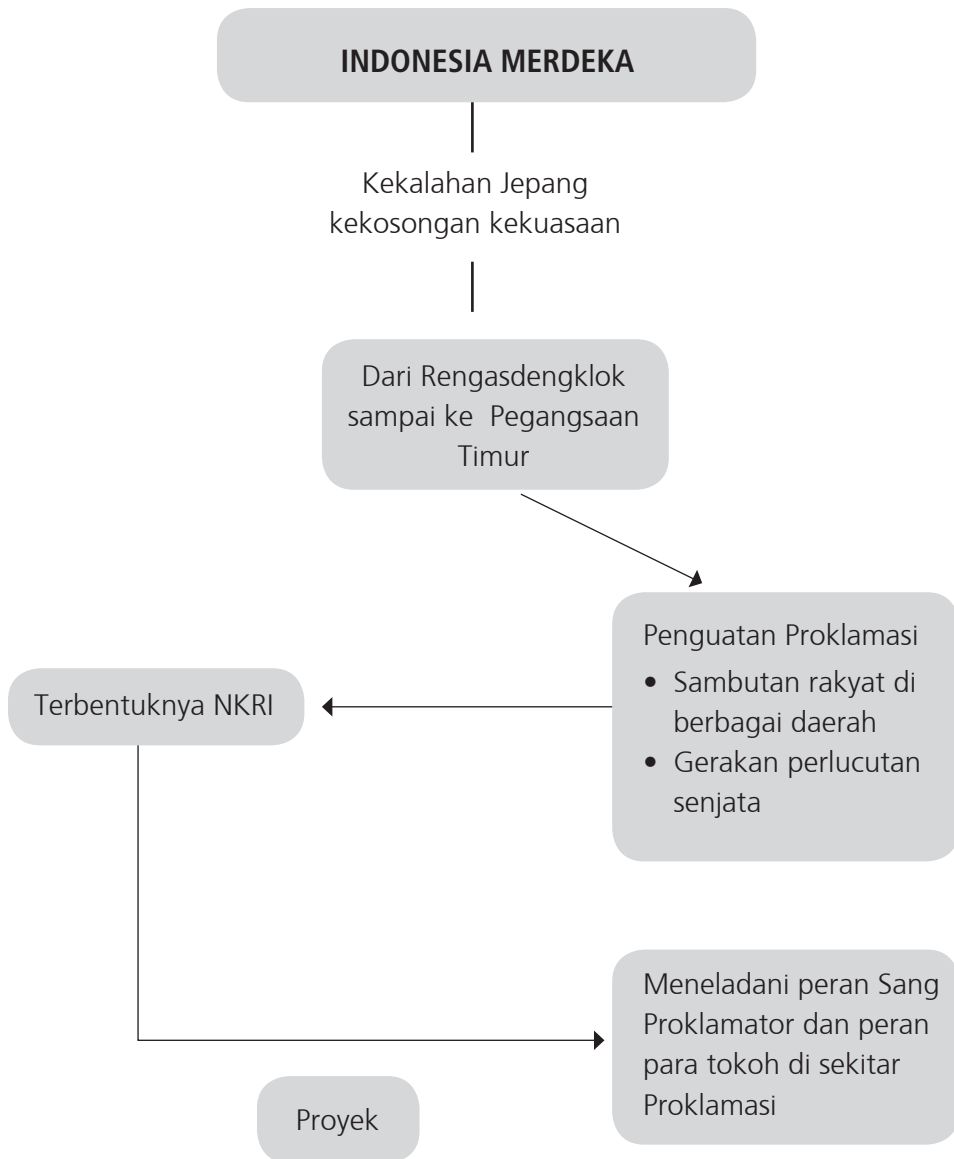 INDONESIA MERDEKA
Kekalahan Jepang
kekosongan kekuasaan
Dari Rengasdengklok
sampai ke Pegangsaan
Timur
Penguatan Proklamasi
• Sambutan rakyat di
berbagai daerah
• Gerakan perlucutan
senjata
Terbentuknya NKRI
Meneladani peran Sang
Proklamator dan peran
para tokoh di sekitar
Proklamasi
Proyek